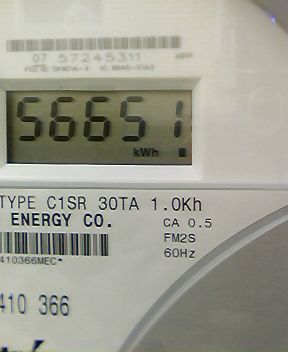 07 57245311 MPP
56651
kWh
TYPE C1SR 30TA 1.0Kh
ENERGY CO.
CA 0.5
FM2S
60Hz
410366MEC*
410 366